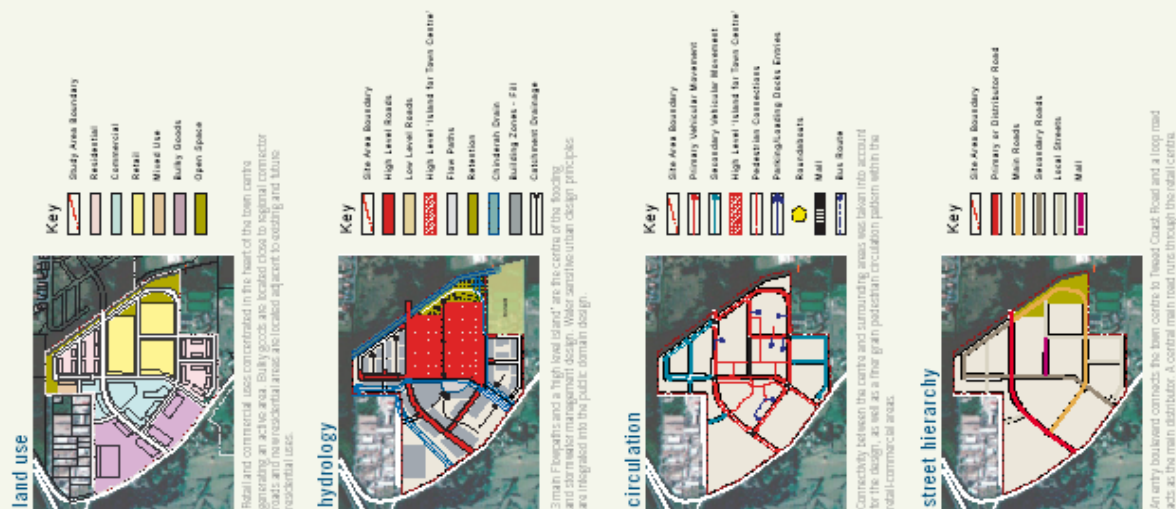 land use
Key
Study Area Boundary
Residential
Commercial
Retail
Mixed Use
Bulky Goods
Open Space
Retail and commercial uses concentrated in the heart of the town centre
generating an active area. Bulky goods are located close to regional connector
roads and new residential areas are located adjacent to existing and future
residential uses.
hydrology
Key
Site Area Boundary
High Level Roads
Low Level Roads
High Level 'Island for Town Centre'
Flow Paths
Retention
Chinderah Drain
Building Zones - Fill
Catchment Drainage
3 main Flowpaths and a 'high level island' are the centre of the flooding
and stormwater management design. Water sensitive urban design principles
are integrated into the public domain design.
circulation
Key
Site Area Boundary
Primary Vehicular Movement
Secondary Vehicular Movement
High Level 'Island for Town Centre'
Pedestrian Connections
Parking/Loading Docks Entries
Roundabouts
Mall
Bus Route
Connectivity between the centre and surrounding areas was taken into account
for the design, as well as a finer grain pedestrian circulation pattern within the
retail-commercial areas.
street hierarchy
Key
Site Area Boundary
Primary or Distributor Road
Main Roads
Secondary Roads
Local Streets
Mall
An entry boulevard connects the town centre to Tweed Coast Road and a loop road
acts as the main distributor. A central main road runs through the retail centre